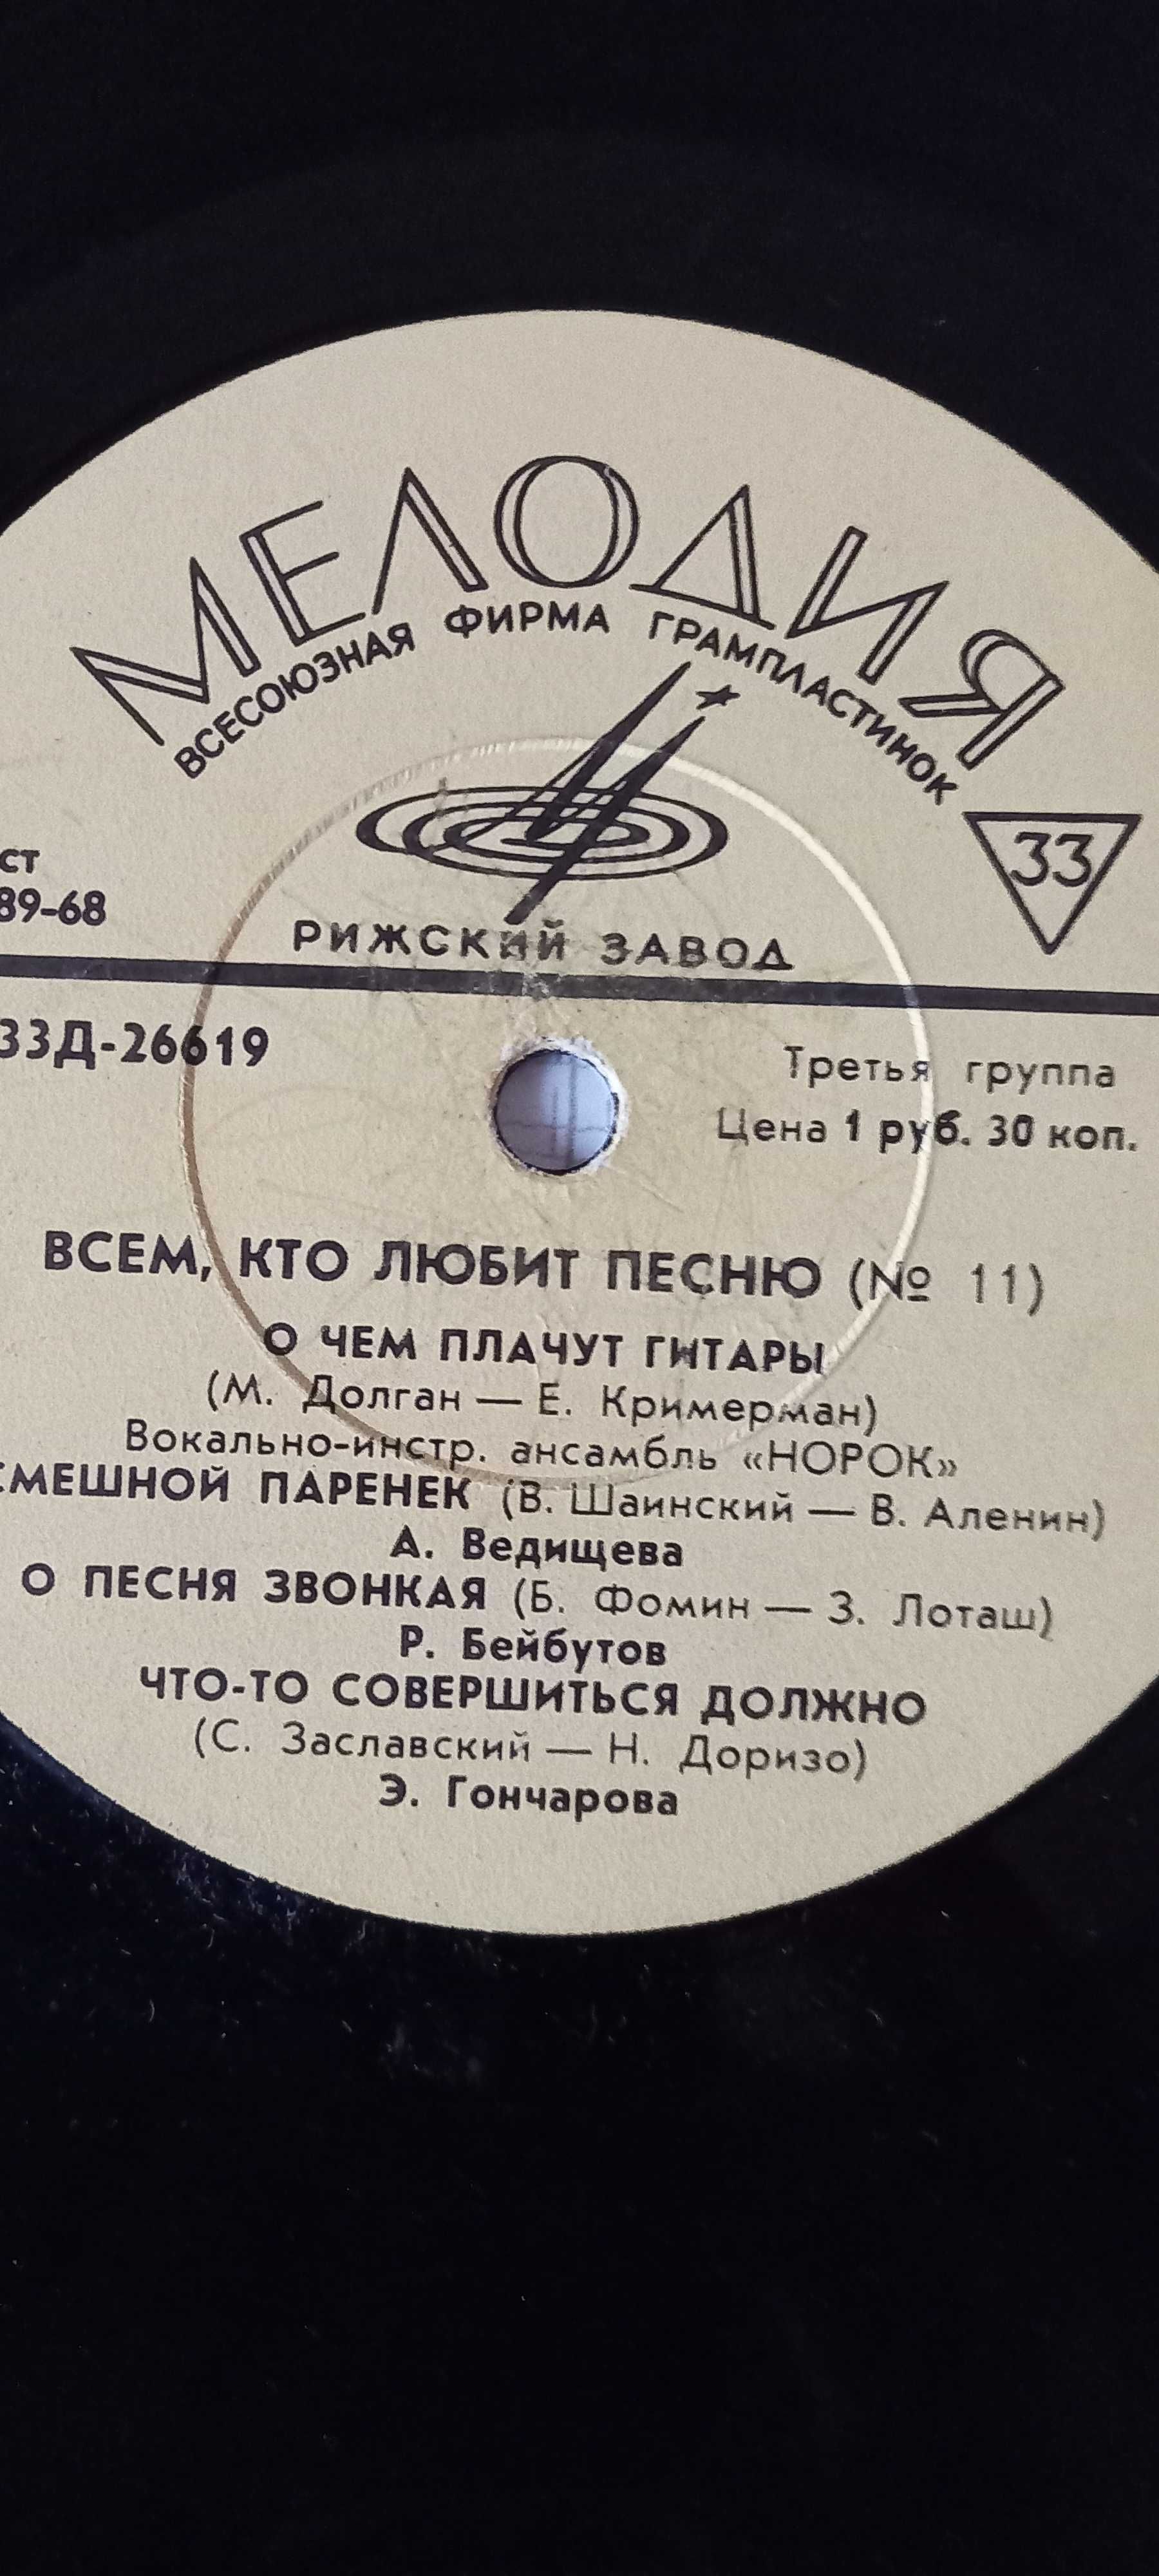 МЕЛОДИЯ
ВСЕСОЮЗНАЯ ФИРМА ГРАМПЛАСТИНОК
33
СТ
89-68
РИЖСКИЙ ЗАВОД
33Д-26619
Третья группа
Цена 1 руб. 30 коп.
ВСЕМ, КТО ЛЮБИТ ПЕСНЮ (№ 11)
О ЧЕМ ПЛАЧУТ ГИТАРЫ
(М. Долган — Е. Кримерман)
Вокально-инстр. ансамбль «НОРОК»
СМЕШНОЙ ПАРЕНЕК (В. Шаинский — В. Аленин)
А. Ведищева
О ПЕСНЯ ЗВОНКАЯ (Б. Фомин — З. Лоташ)
Р. Бейбутов
ЧТО-ТО СОВЕРШИТЬСЯ ДОЛЖНО
(С. Заславский — Н. Доризо)
Э. Гончарова